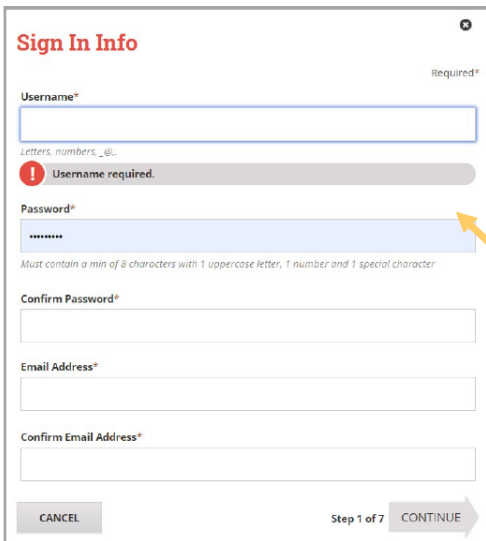 Sign In Info
Required*
Username*
Letters, numbers, _@,.
Username required.
Password*
•••••••••
Must contain a min of 8 characters with 1 uppercase letter, 1 number and 1 special character
Confirm Password*
Email Address*
Confirm Email Address*
CANCEL
Step 1 of 7 CONTINUE